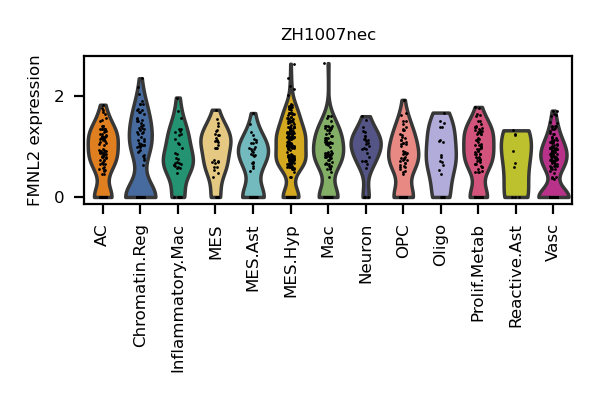 ZH1007nec
FMNL2 expression
2
0
AC
Chromatin.Reg
Inflammatory.Mac
MES
MES.Ast
MES.Hyp
Mac
Neuron
OPC
Oligo
Prolif.Metab
Reactive.Ast
Vasc